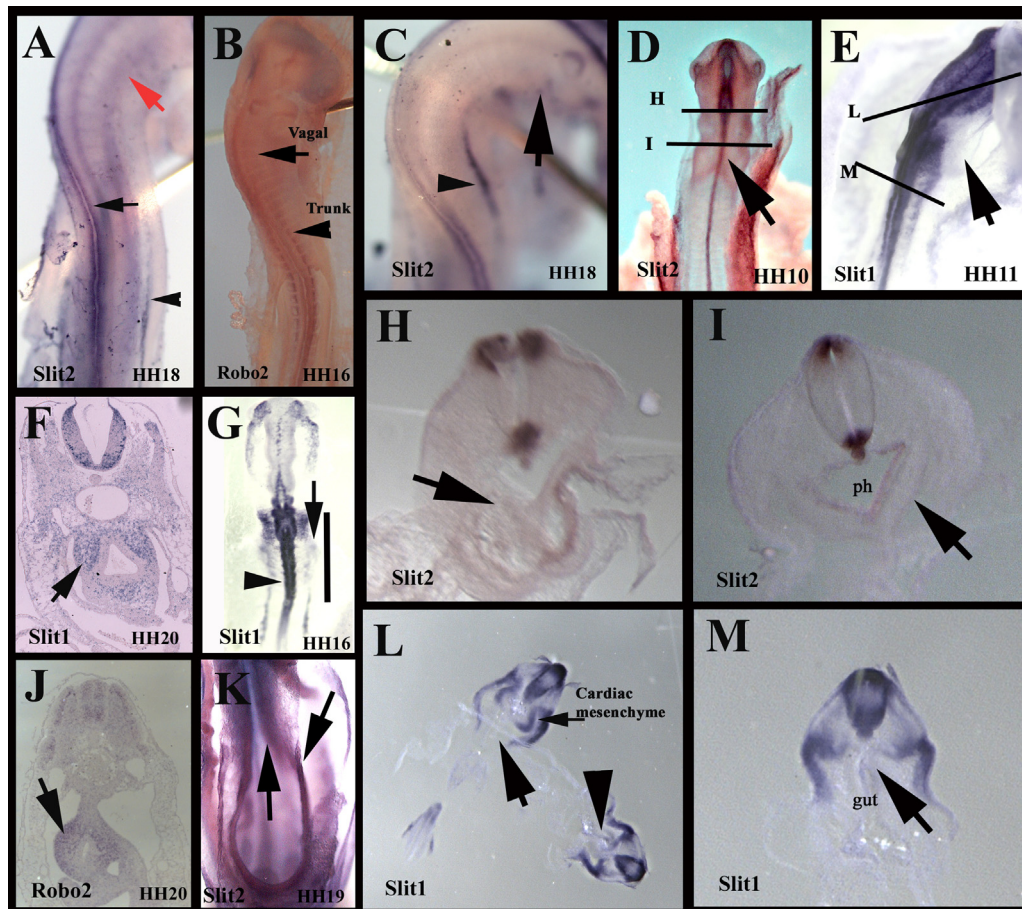 A
Slit2
HH18
B
Vagal
Trunk
Robo2
HH16
C
Slit2
HH18
D
H
I
Slit2
HH10
E
L
M
Slit1
HH11
F
Slit1
HH20
G
Slit1
HH16
H
Slit2
I
ph
Slit2
J
Robo2
HH20
K
Slit2
HH19
L
Cardiac
mesenchyme
Slit1
M
gut
Slit1